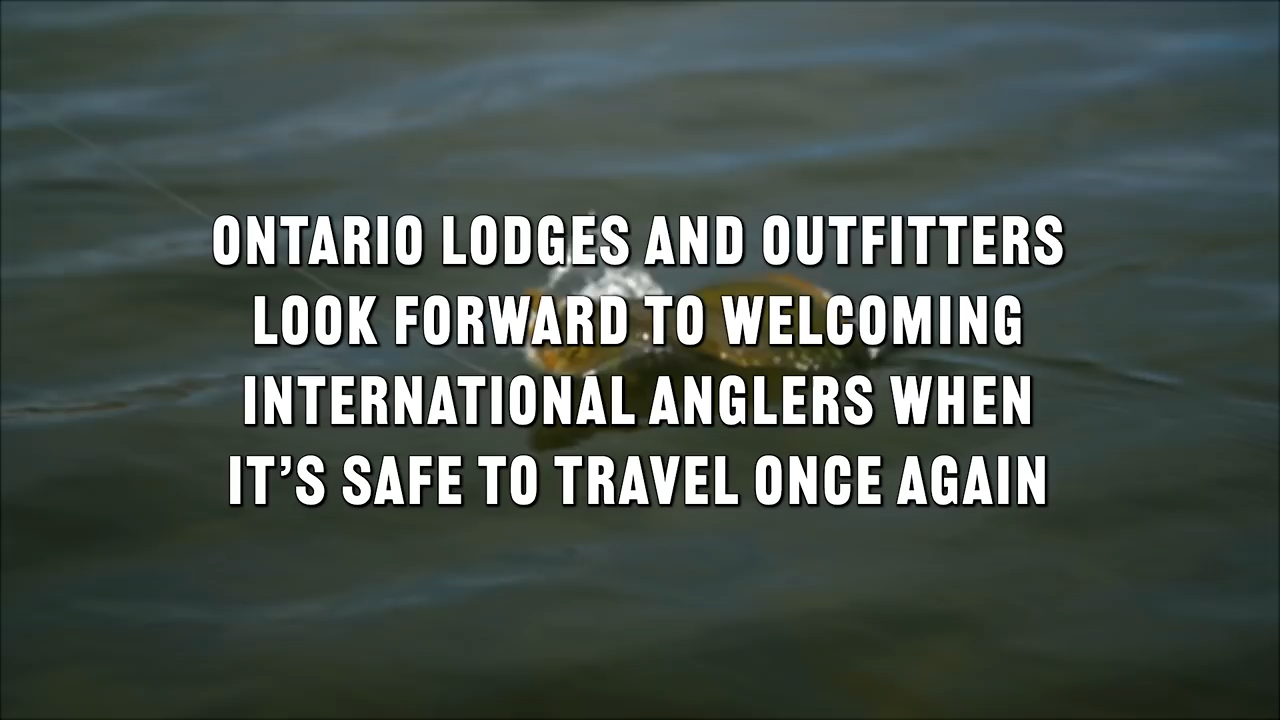 ONTARIO LODGES AND OUTFITTERS
LOOK FORWARD TO WELCOMING
INTERNATIONAL ANGLERS WHEN
IT’S SAFE TO TRAVEL ONCE AGAIN